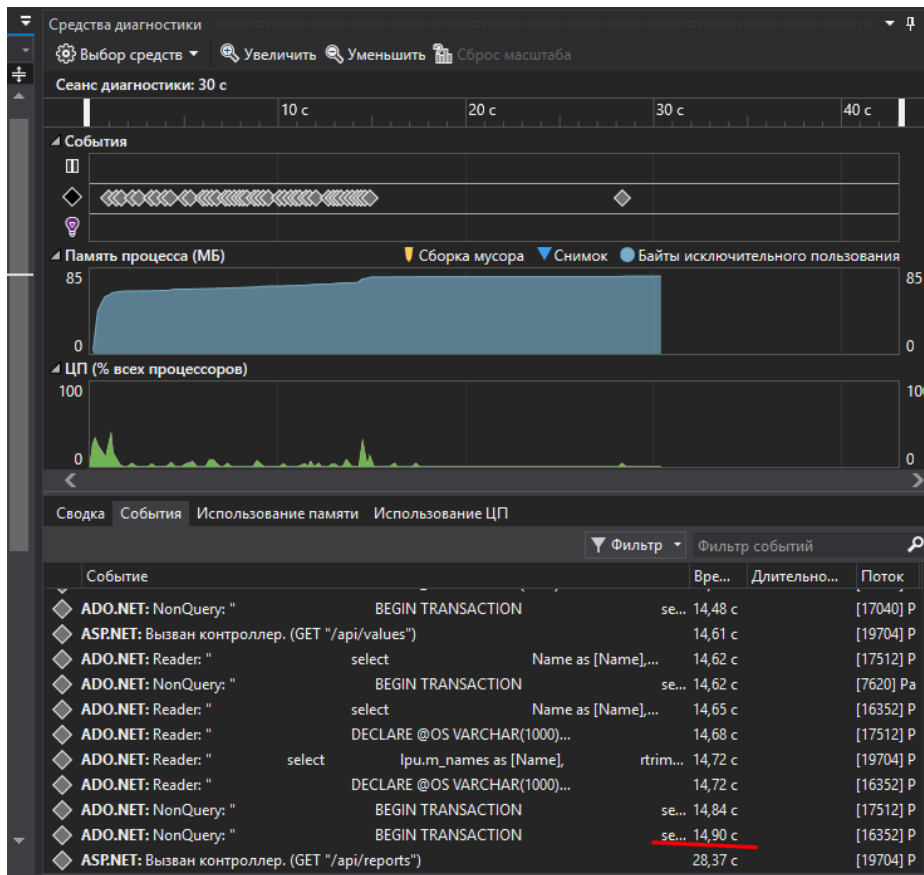 Средства диагностики
Выбор средств Увеличить Уменьшить Сброс масштаба
Сеанс диагностики: 30 с
10 с 20 с 30 с 40 с
События
Память процесса (МБ) Сборка мусора Снимок Байты исключительного пользования
85 85
0 0
ЦП (% всех процессоров)
100
0 0
Сводка События Использование памяти Использование ЦП
Фильтр Фильтр событий
Событие Вре... Длительно... Поток
ADO.NET: NonQuery: " BEGIN TRANSACTION se... 14,48 с [17040] Р
ASP.NET: Вызван контроллер. (GET "/api/values") 14,61 с [19704] Р
ADO.NET: Reader: " select Name as [Name],... 14,62 с [17512] Р
ADO.NET: NonQuery: " BEGIN TRANSACTION se... 14,62 с [7620] Ра
ADO.NET: Reader: " select Name as [Name],... 14,65 с [16352] Р
ADO.NET: Reader: " DECLARE @OS VARCHAR(1000)... 14,68 с [17512] Р
ADO.NET: Reader: " select lpu.m_names as [Name], rtrim... 14,72 с [19704] Р
ADO.NET: Reader: " DECLARE @OS VARCHAR(1000)... 14,72 с [16352] Р
ADO.NET: NonQuery: " BEGIN TRANSACTION se... 14,84 с [17512] Р
ADO.NET: NonQuery: " BEGIN TRANSACTION se... 14,90 с [16352] Р
ASP.NET: Вызван контроллер. (GET "/api/reports") 28,37 с [19704] Р